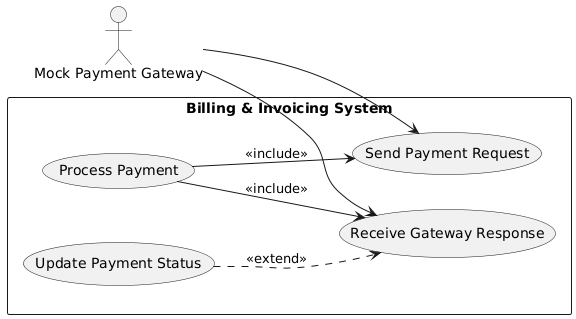 Mock Payment Gateway
Billing & Invoicing System
«include»
Send Payment Request
Process Payment
«include»
Receive Gateway Response
Update Payment Status
«extend»